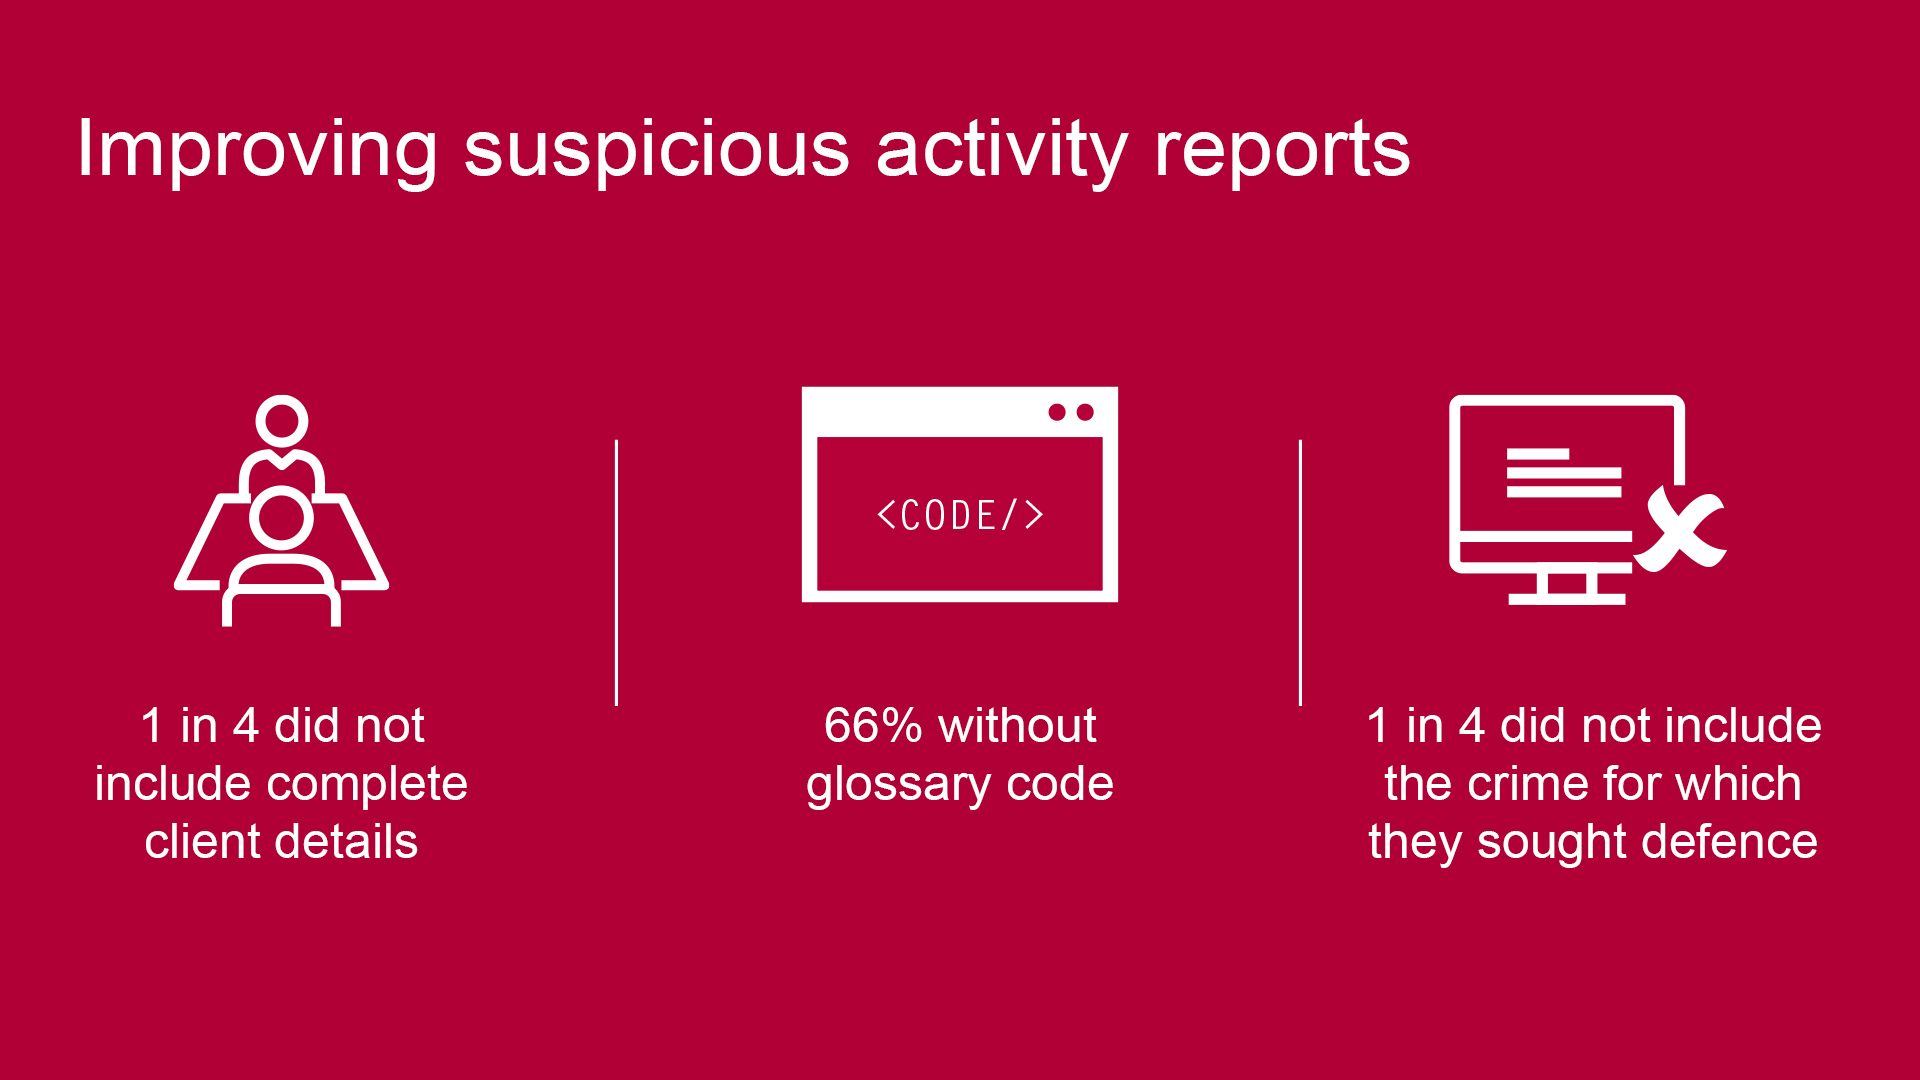 Improving suspicious activity reports
<CODE/>
1 in 4 did not
include complete
client details
66% without
glossary code
1 in 4 did not include
the crime for which
they sought defence